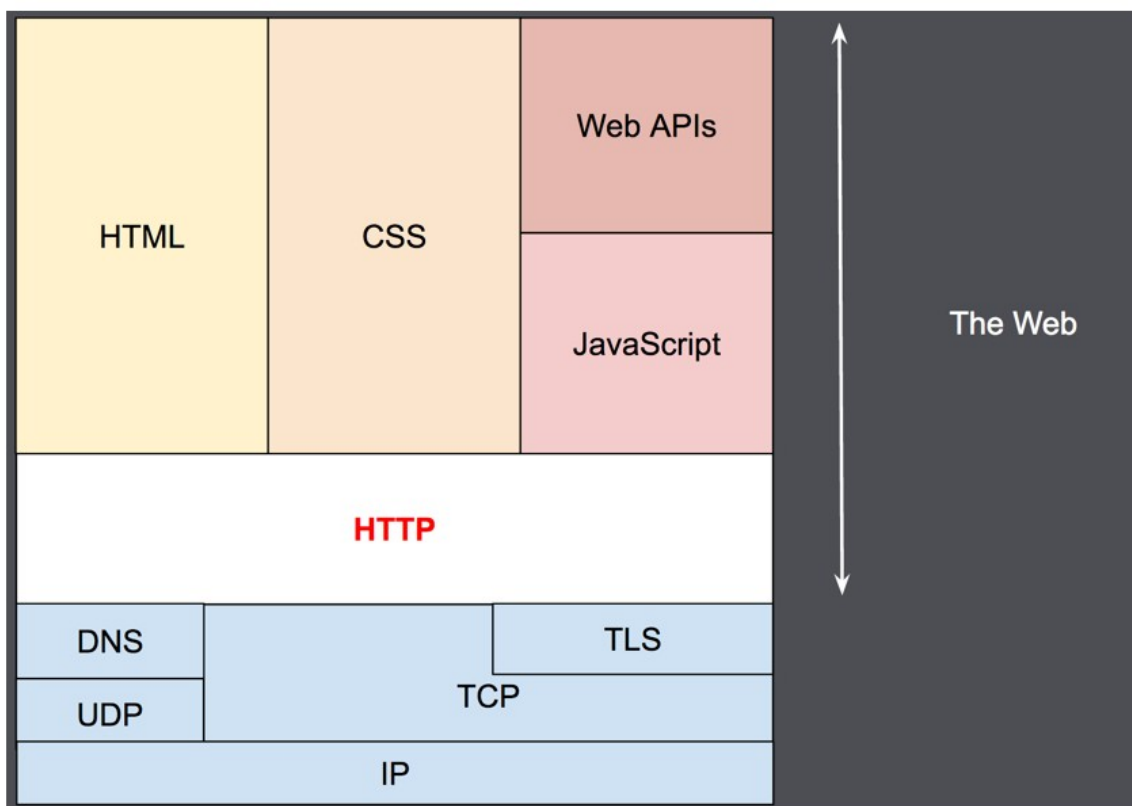 Web APIs
HTML
CSS
The Web
JavaScript
HTTP
DNS
TLS
UDP
TCP
IP